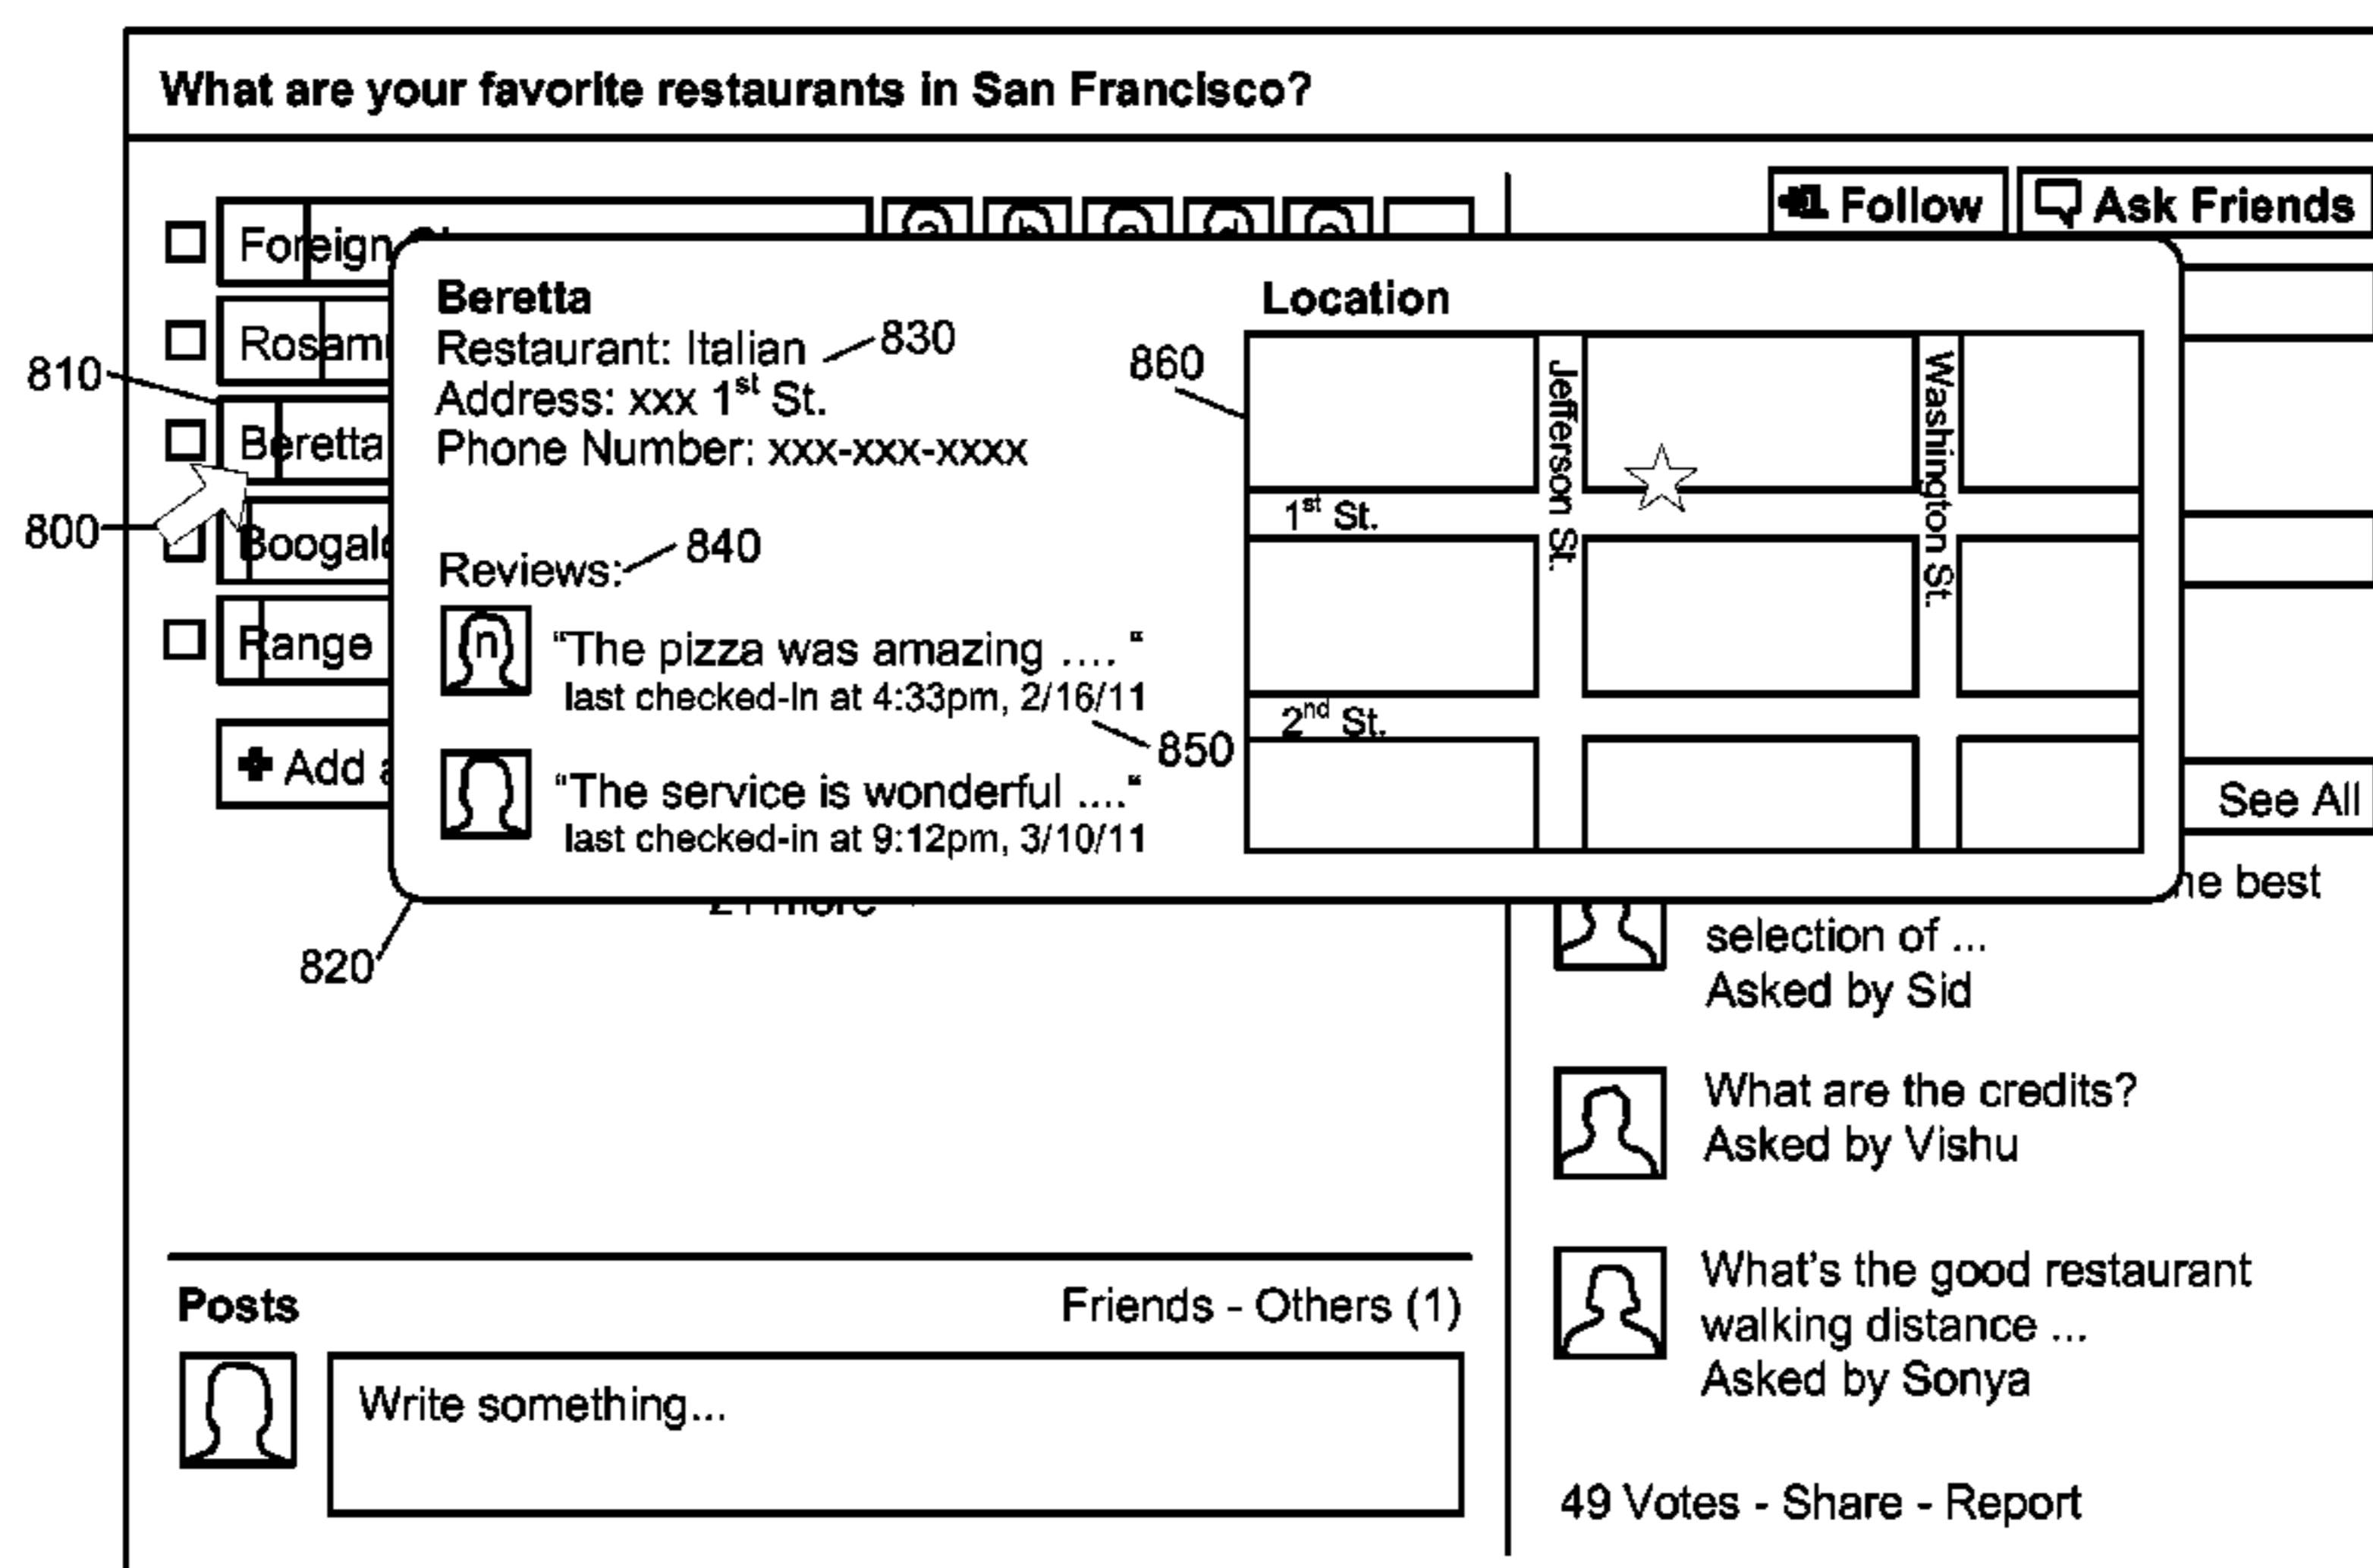 What are your favorite restaurants in San Francisco?
Follow
Ask Friends
Foreign
Beretta
Restaurant: Italian
830
Address: xxx 1st St.
Phone Number: xxx-xxx-xxxx
Location
860
Jefferson St.
Washington St.
1st St.
2nd St.
810
Beretta
800
Range
Add
Reviews:
840
n
"The pizza was amazing .... "
last checked-in at 4:33pm, 2/16/11
850
"The service is wonderful ...."
last checked-in at 9:12pm, 3/10/11
820
See All
best
selection of ...
Asked by Sid
What are the credits?
Asked by Vishu
What's the good restaurant
walking distance ...
Asked by Sonya
49 Votes - Share - Report
Posts
Friends - Others (1)
Write something...